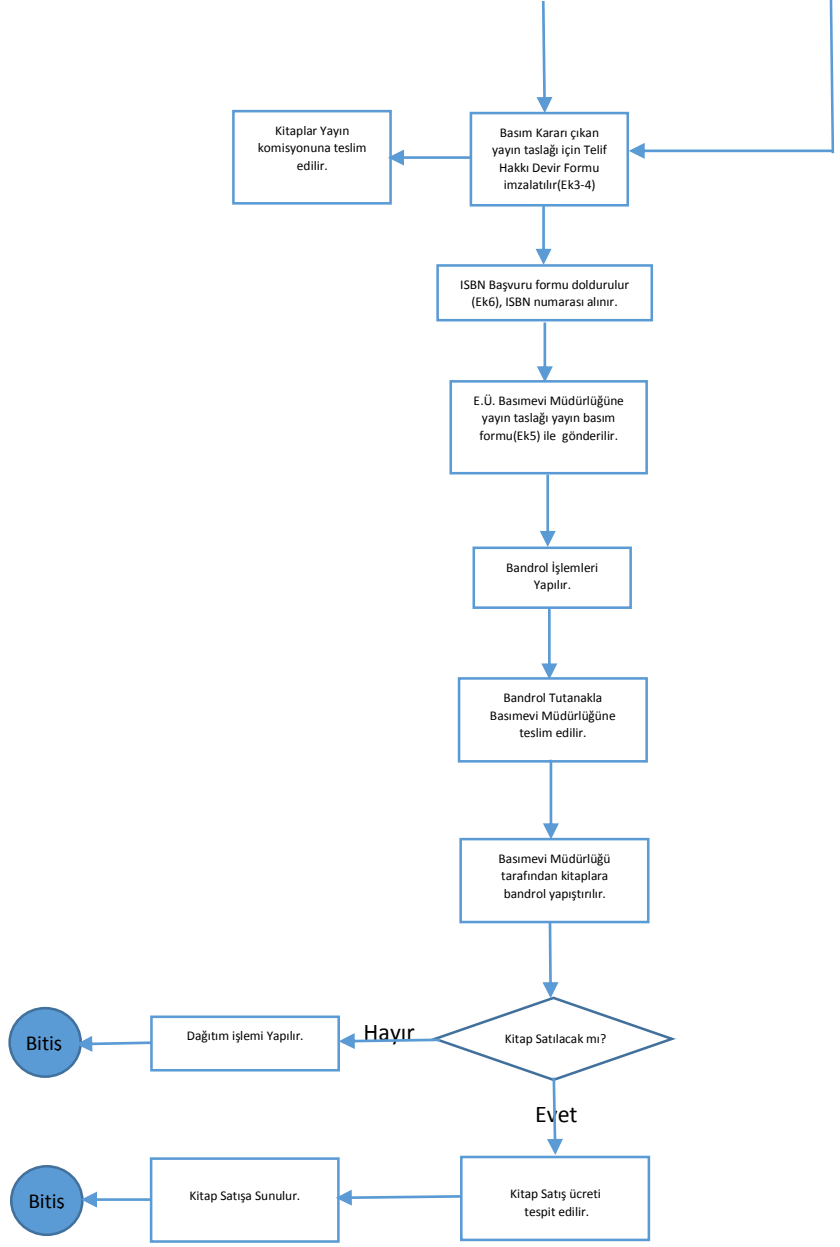 Kitaplar Yayın
komisyonuna teslim
edilir.
Basım Kararı çıkan
yayın taslağı için Telif
Hakkı Devir Formu
imzalatılır(Ek3-4)
ISBN Başvuru formu doldurulur
(Ek6), ISBN numarası alınır.
E.Ü. Basımevi Müdürlüğüne
yayın taslağı yayın basım
formu(Ek5) ile gönderilir.
Bandrol İşlemleri
Yapılır.
Bandrol Tutanakla
Basımevi Müdürlüğüne
teslim edilir.
Basımevi Müdürlüğü
tarafından kitaplara
bandrol yapıştırılır.
Kitap Satılacak mı?
Hayır
Dağıtım işlemi Yapılır.
Bitis
Evet
Kitap Satış ücreti
tespit edilir.
Kitap Satışa Sunulur.
Bitis